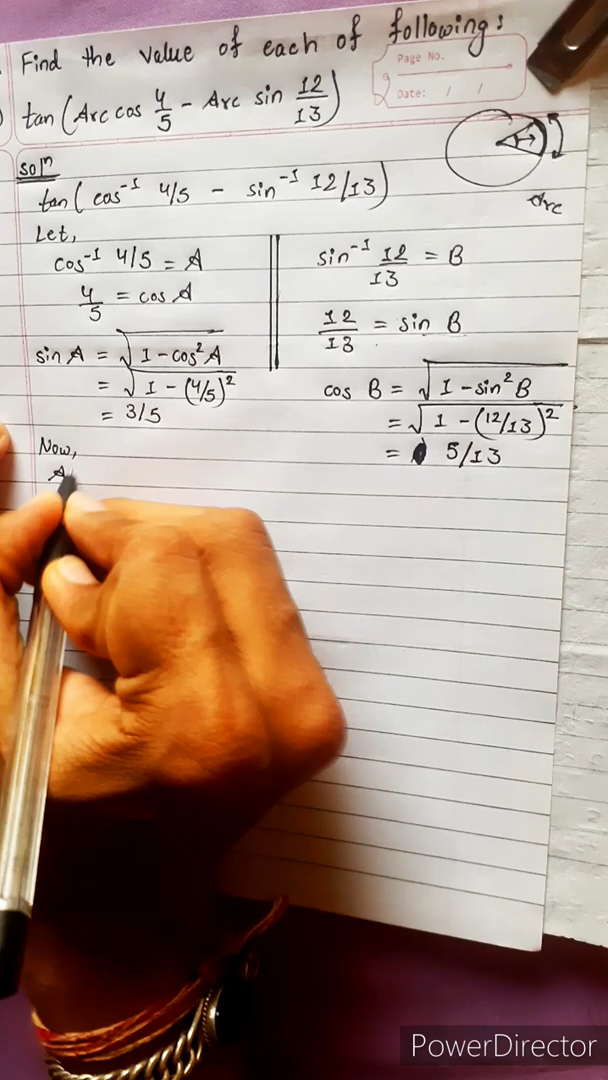 Find the value of each of following:
Page No.
Date: / /
tan (Arc cos 4/5 - Arc sin 12/13)
Arc
solⁿ
tan( cos⁻¹ 4/5 - sin⁻¹ 12/13)
Let,
cos⁻¹ 4/5 = A
4/5 = cos A
sin A = √1-cos²A
= √1-(4/5)²
= 3/5
sin⁻¹ 12/13 = B
12/13 = sin B
cos B = √1-sin²B
= √1-(12/13)²
= 5/13
Now,
A
PowerDirector